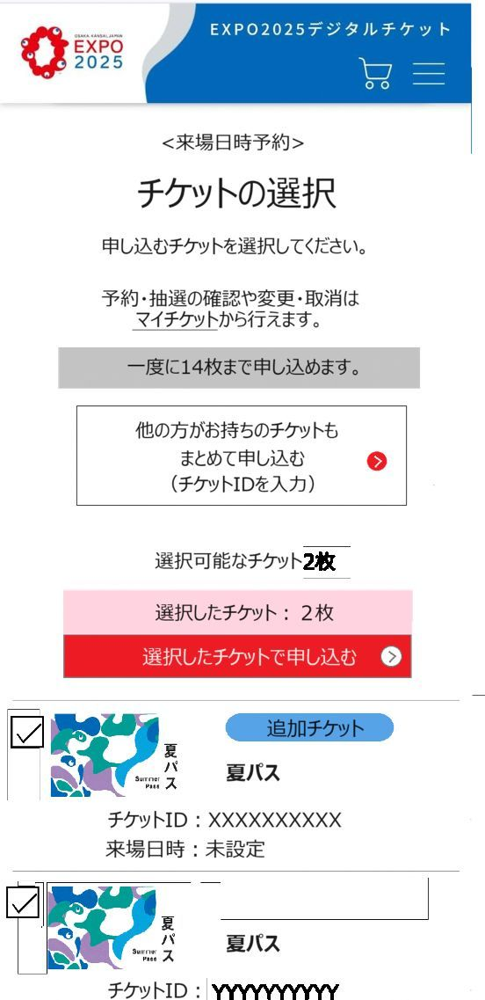 OSAKA, KANSAI, JAPAN
EXPO
2025
EXPO2025デジタルチケット
<来場日時予約>
チケットの選択
申し込むチケットを選択してください。
予約・抽選の確認や変更・取消は
マイチケットから行えます。
一度に14枚まで申し込めます。
他の方がお持ちのチケットも
まとめて申し込む
（チケットIDを入力）
選択可能なチケット2枚
選択したチケット： 2枚
選択したチケットで申し込む
追加チケット
夏パス
Summer
Pass
夏パス
チケットID：XXXXXXXXXX
来場日時：未設定
夏パス
Summer
Pass
夏パス
チケットID：YYYYYYYYYY